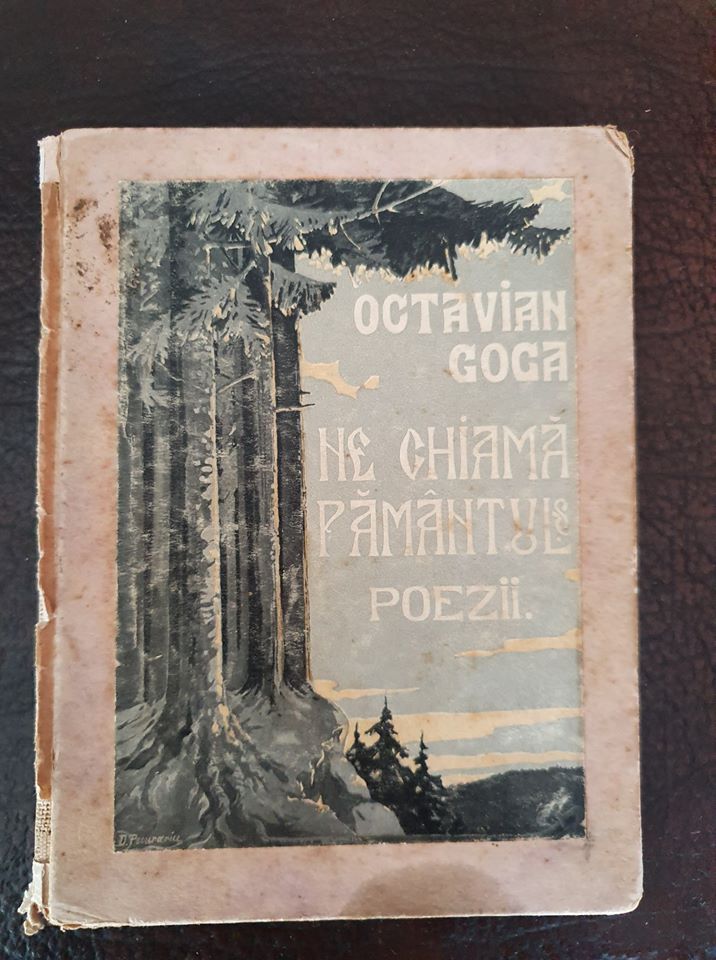 OCTAVIAN
GOGA
NE CHIAMĂ
PĂMÂNTUL
POEZII.